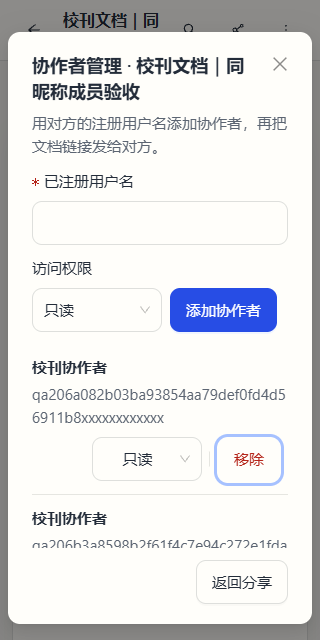 校刊文档 | 同
协作者管理 · 校刊文档 | 同
昵称成员验收
用对方的注册用户名添加协作者，再把
文档链接发给对方。
* 已注册用户名
访问权限
只读
添加协作者
校刊协作者
qa206a082b03ba93854aa79def0fd4d5
6911b8xxxxxxxxxxxx
只读
移除
校刊协作者
qa206b3a8598b2f61f4c7e94c272e1fda
返回分享